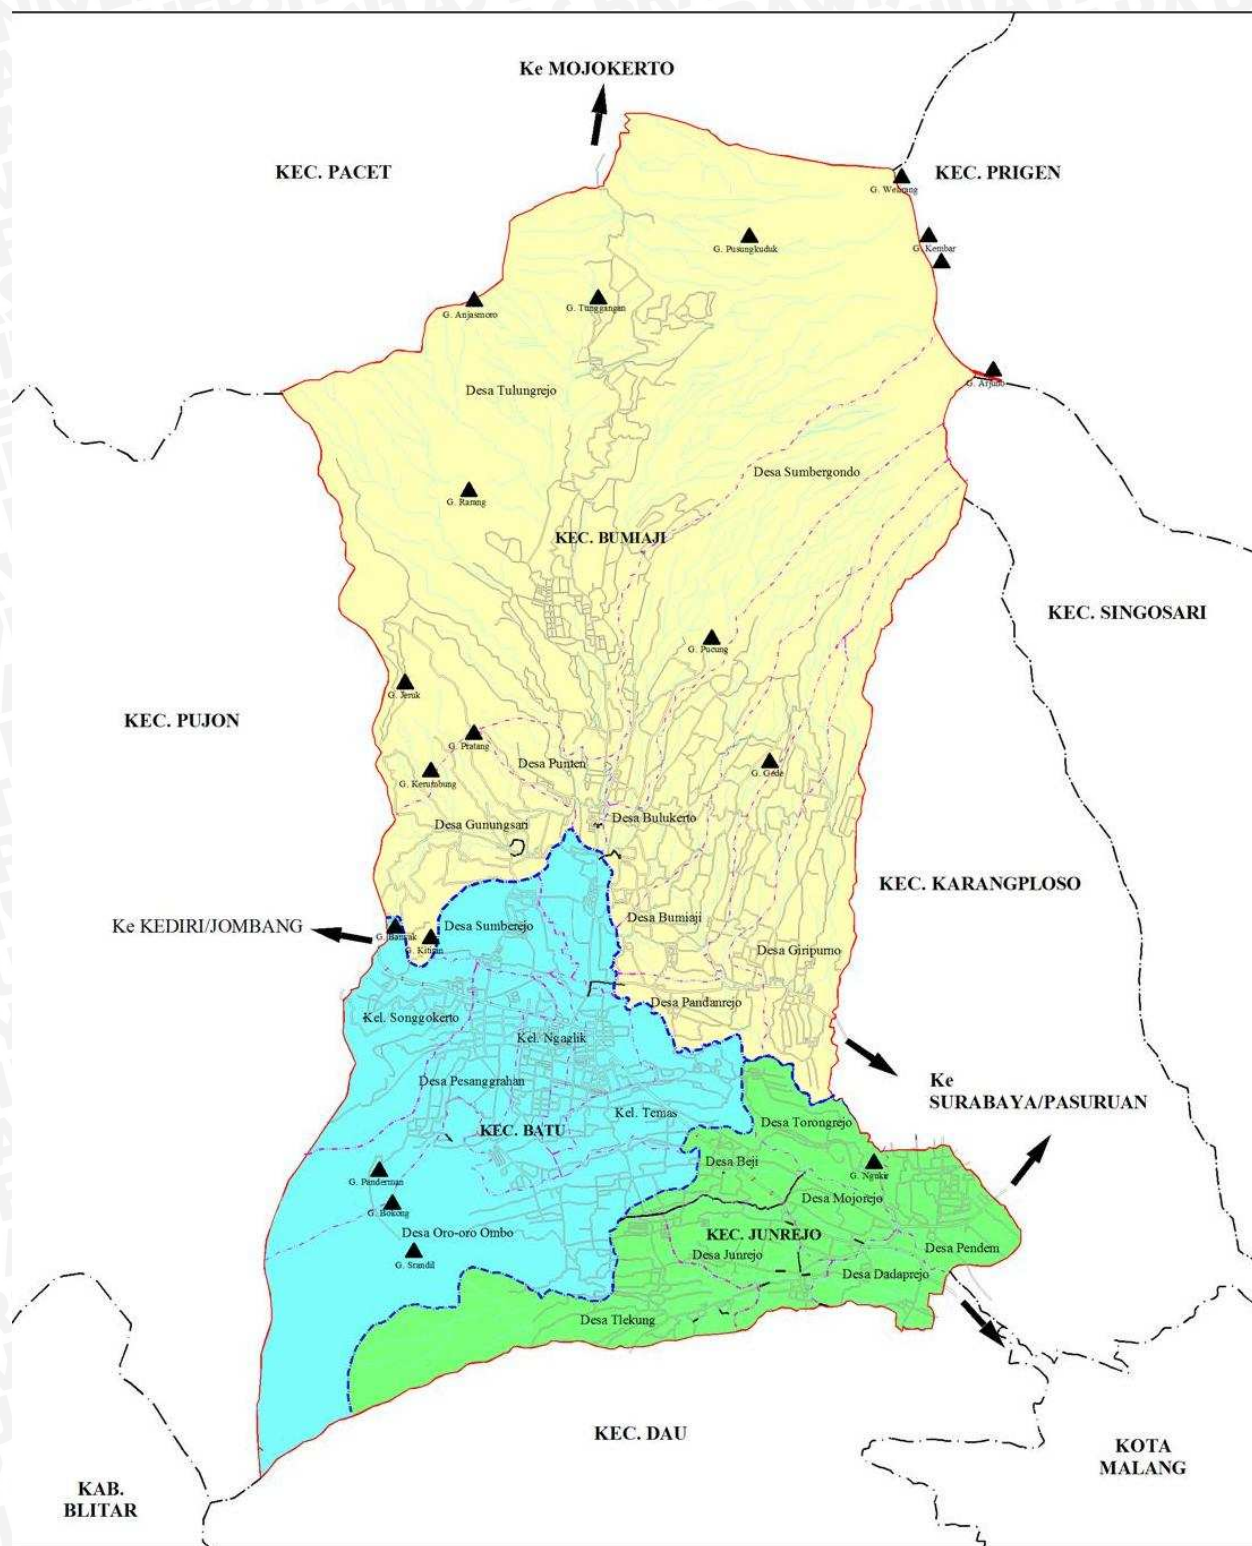 Ke MOJOKERTO
KEC. PACET
KEC. PRIGEN
G. Welirang
G. Pusungkuduk
G. Kembar
G. Anjasmoro
G. Tunggangan
G. Arjuno
Desa Tulungrejo
Desa Sumbergondo
G. Rarang
KEC. BUMIAJI
KEC. SINGOSARI
G. Pucung
G. Jeruk
KEC. PUJON
G. Pratang
Desa Punten
G. Kerumbung
G. Gede
Desa Gunungsari
Desa Bulukerto
KEC. KARANGPLOSO
Desa Bumiaji
Ke KEDIRI/JOMBANG
Desa Sumberejo
G. Banyak
G. Kitiran
Desa Giripurno
Desa Pandanrejo
Kel. Songgokerto
Kel. Ngaglik
Desa Pesanggrahan
Ke
SURABAYA/PASURUAN
Kel. Temas
Desa Torongrejo
KEC. BATU
Desa Beji
G. Panderman
G. Ngukir
Desa Mojorejo
G. Bokong
Desa Oro-oro Ombo
KEC. JUNREJO
Desa Junrejo
Desa Pendem
G. Srandil
Desa Dadaprejo
Desa Tlekung
KEC. DAU
KOTA
MALANG
KAB.
BLITAR